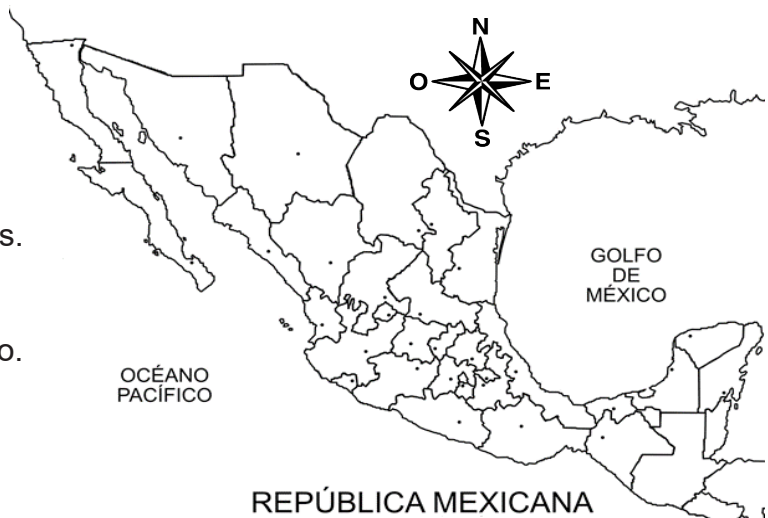 N
O E
S
s.
GOLFO
DE
MÉXICO
o.
OCÉANO
PACÍFICO
REPÚBLICA MEXICANA